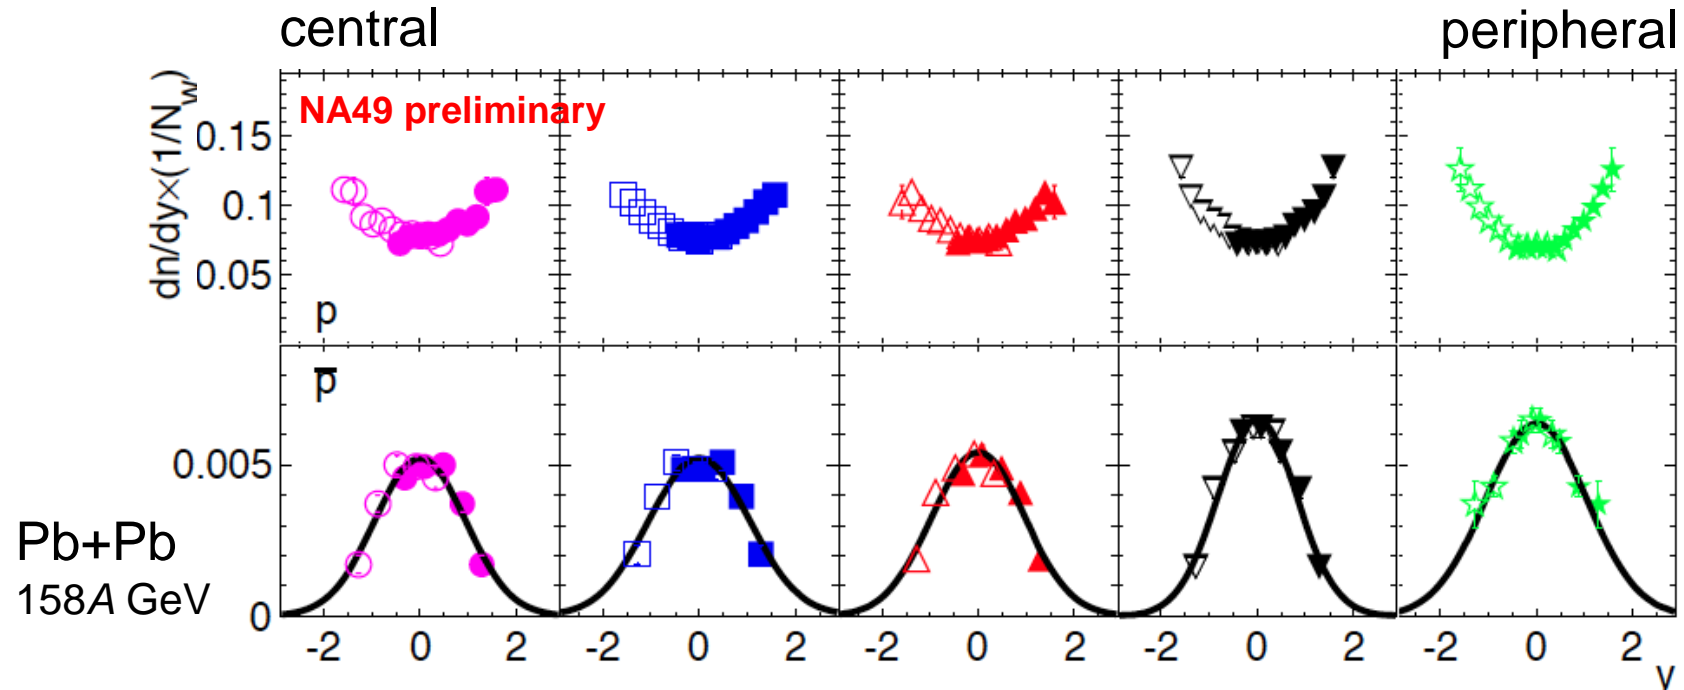 central peripheral
dn/dy×(1/N_w)
NA49 preliminary
0.15
0.1
0.05
p
p̅
0.005
0
Pb+Pb
158A GeV
-2 0 2 -2 0 2 -2 0 2 -2 0 2 -2 0 2
y